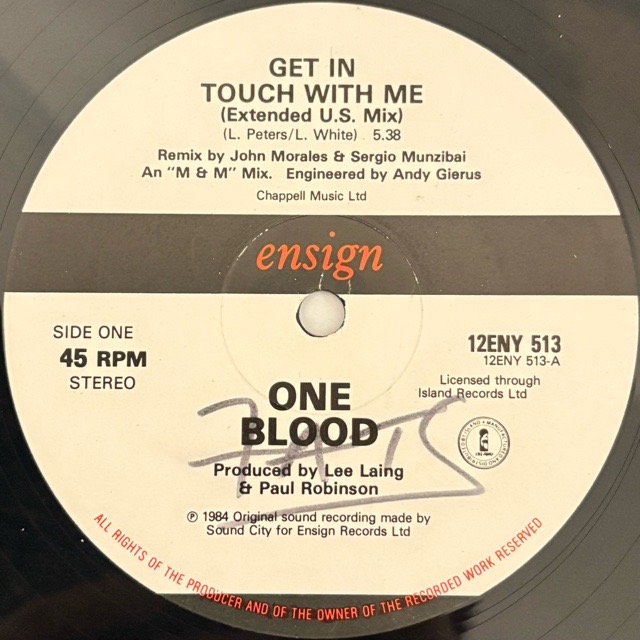 GET IN
TOUCH WITH ME
(Extended U.S. Mix)
(L. Peters/L. White) 5.38
Remix by John Morales & Sergio Munzibai
An "M & M" Mix. Engineered by Andy Gierus
Chappell Music Ltd
ensign
SIDE ONE
45 RPM
STEREO
12ENY 513
12ENY 513-A
Licensed through
Island Records Ltd
ONE
BLOOD
Produced by Lee Laing
& Paul Robinson
℗ 1984 Original sound recording made by
Sound City for Ensign Records Ltd
ALL RIGHTS OF THE PRODUCER AND OF THE OWNER OF THE RECORDED WORK RESERVED